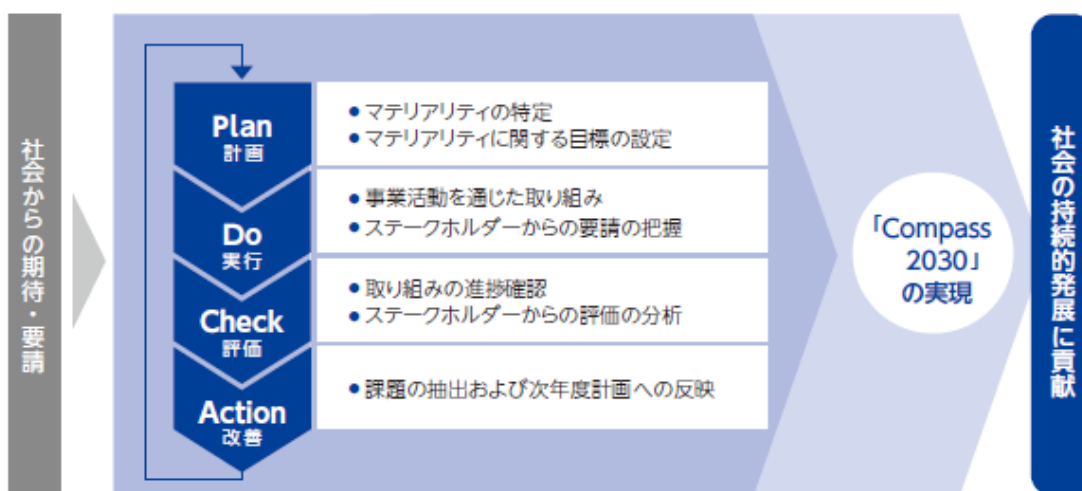 社会からの期待・要請
Plan
計画
● マテリアリティの特定
● マテリアリティに関する目標の設定
Do
実行
● 事業活動を通じた取り組み
● ステークホルダーからの要請の把握
Check
評価
● 取り組みの進捗確認
● ステークホルダーからの評価の分析
Action
改善
● 課題の抽出および次年度計画への反映
「Compass
2030」
の実現
社会の持続的発展に貢献